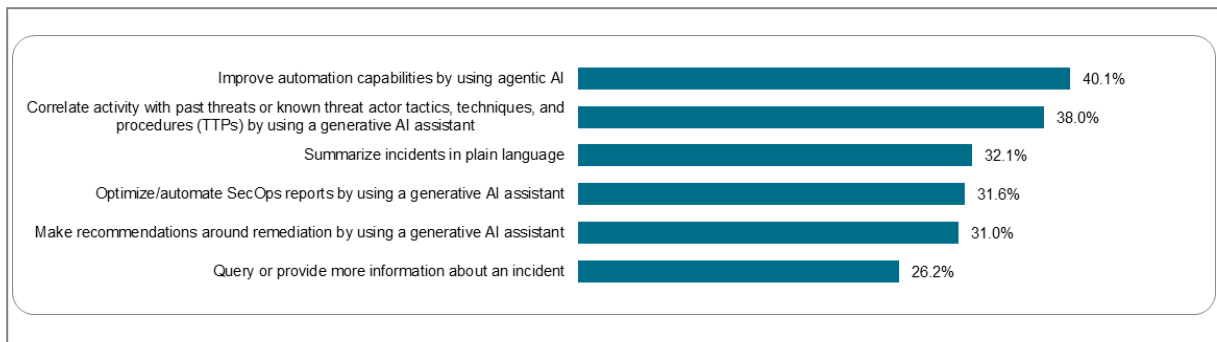 Improve automation capabilities by using agentic AI
40.1%
Correlate activity with past threats or known threat actor tactics, techniques, and
procedures (TTPs) by using a generative AI assistant
38.0%
Summarize incidents in plain language
32.1%
Optimize/automate SecOps reports by using a generative AI assistant
31.6%
Make recommendations around remediation by using a generative AI assistant
31.0%
Query or provide more information about an incident
26.2%